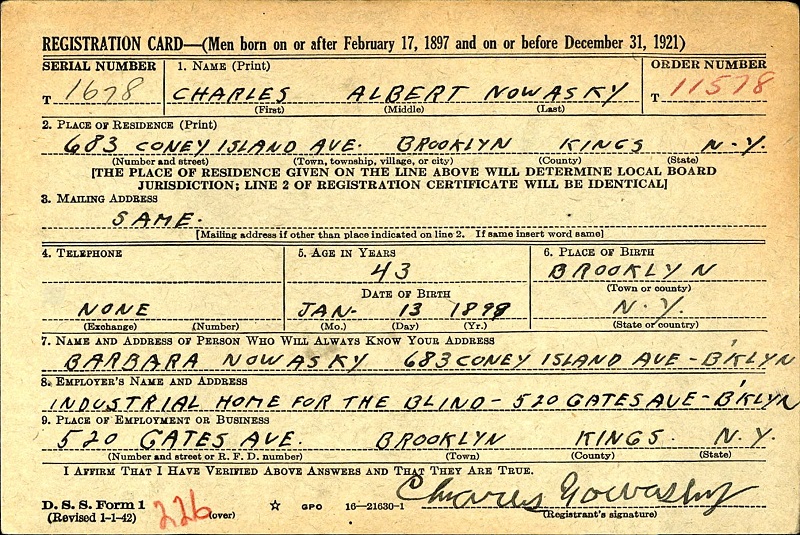 REGISTRATION CARD—(Men born on or after February 17, 1897 and on or before December 31, 1921)
SERIAL NUMBER 1. NAME (Print) ORDER NUMBER
T 1678 CHARLES ALBERT NOWASKY T 11578
(First) (Middle) (Last)
2. PLACE OF RESIDENCE (Print)
683 CONEY ISLAND AVE. BROOKLYN KINGS N-Y.
(Number and street) (Town, township, village, or city) (County) (State)
[THE PLACE OF RESIDENCE GIVEN ON THE LINE ABOVE WILL DETERMINE LOCAL BOARD
JURISDICTION; LINE 2 OF REGISTRATION CERTIFICATE WILL BE IDENTICAL]
3. MAILING ADDRESS
SAME.
[Mailing address if other than place indicated on line 2. If same insert word same]
4. TELEPHONE 5. AGE IN YEARS 6. PLACE OF BIRTH
43 BROOKLYN
DATE OF BIRTH (Town or county)
NONE JAN- 13 1898 N.Y.
(Exchange) (Number) (Mo.) (Day) (Yr.) (State or country)
7. NAME AND ADDRESS OF PERSON WHO WILL ALWAYS KNOW YOUR ADDRESS
BARBARA NOWASKY 683 CONEY ISLAND AVE - B'KLYN
8. EMPLOYER'S NAME AND ADDRESS
INDUSTRIAL HOME FOR THE BLIND - 520 GATES AVE - B'KLYN
9. PLACE OF EMPLOYMENT OR BUSINESS
520 GATES AVE. BROOKLYN KINGS. N.Y.
(Number and street or R. F. D. number) (Town) (County) (State)
I AFFIRM THAT I HAVE VERIFIED ABOVE ANSWERS AND THAT THEY ARE TRUE.
Charles Nowasky
D. S. S. Form 1
(Revised 1-1-42) 226 (over) ☆ GPO 16—21630-1 (Registrant's signature)